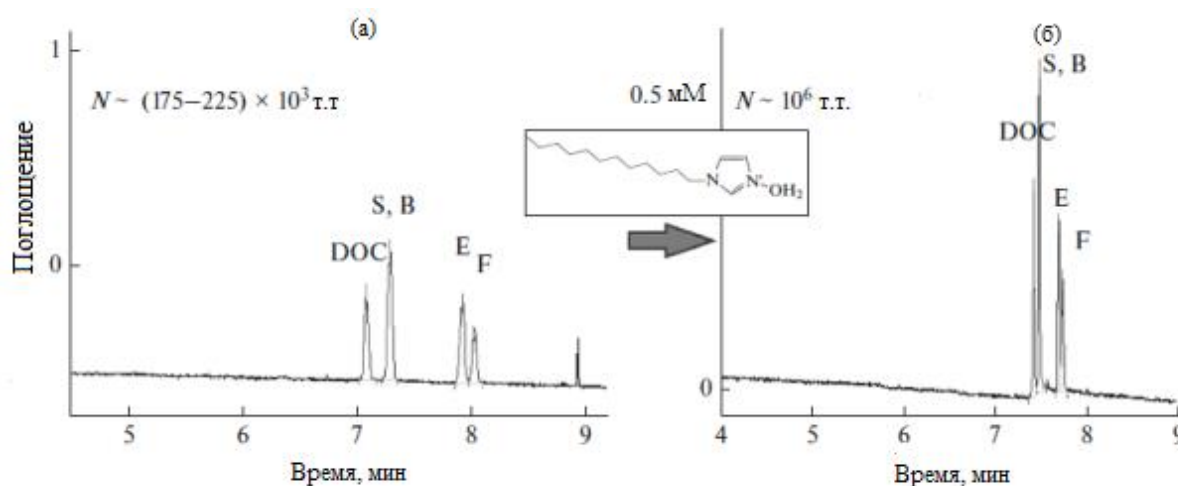 (а)
1
N ~ (175–225) × 10³ т.т
S, B
DOC
E
F
0
Поглощение
5 6 7 8 9
Время, мин
0.5 мМ
N
N⁺
OH₂
(б)
S, B
N ~ 10⁶ т.т.
DOC
E
F
0
4 5 6 7 8 9
Время, мин